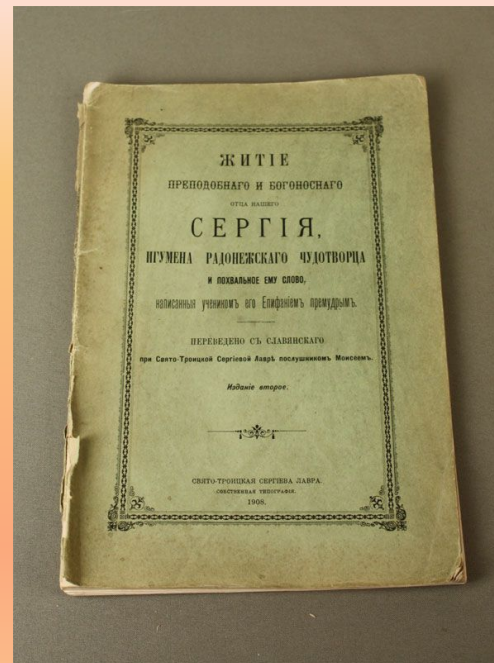 ЖИТІЕ
ПРЕПОДОБНАГО И БОГОНОСНАГО
ОТЦА НАШЕГО
СЕРГІЯ,
ИГУМЕНА РАДОНЕЖСКАГО ЧУДОТВОРЦА
И ПОХВАЛЬНОЕ ЕМУ СЛОВО,
написанныя ученикомъ его Епифаніемъ премудрымъ.
ПЕРЕВЕДЕНО СЪ СЛАВЯНСКАГО
при Свято-Троицкой Сергіевой Лаврѣ послушникомъ Моисеемъ.
Изданіе второе.
СВЯТО-ТРОИЦКАЯ СЕРГІЕВА ЛАВРА.
СОБСТВЕННАЯ ТИПОГРАФІЯ.
1908.